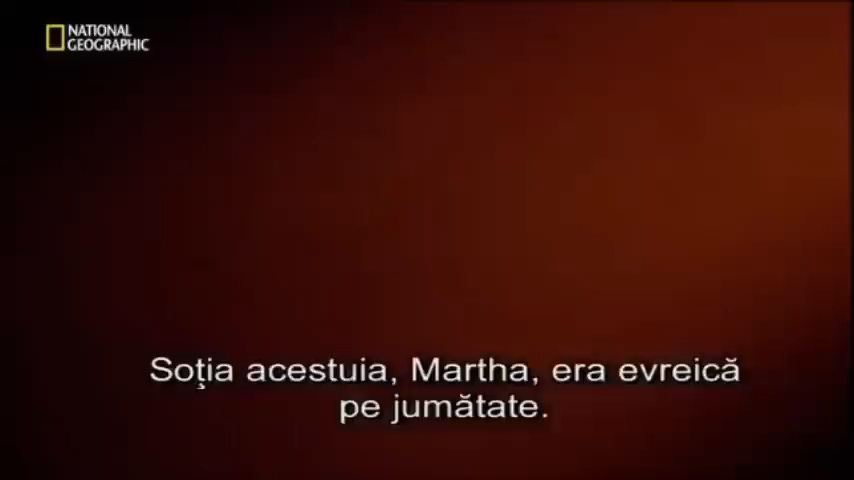 NATIONAL
GEOGRAPHIC
Soţia acestuia, Martha, era evreică
pe jumătate.